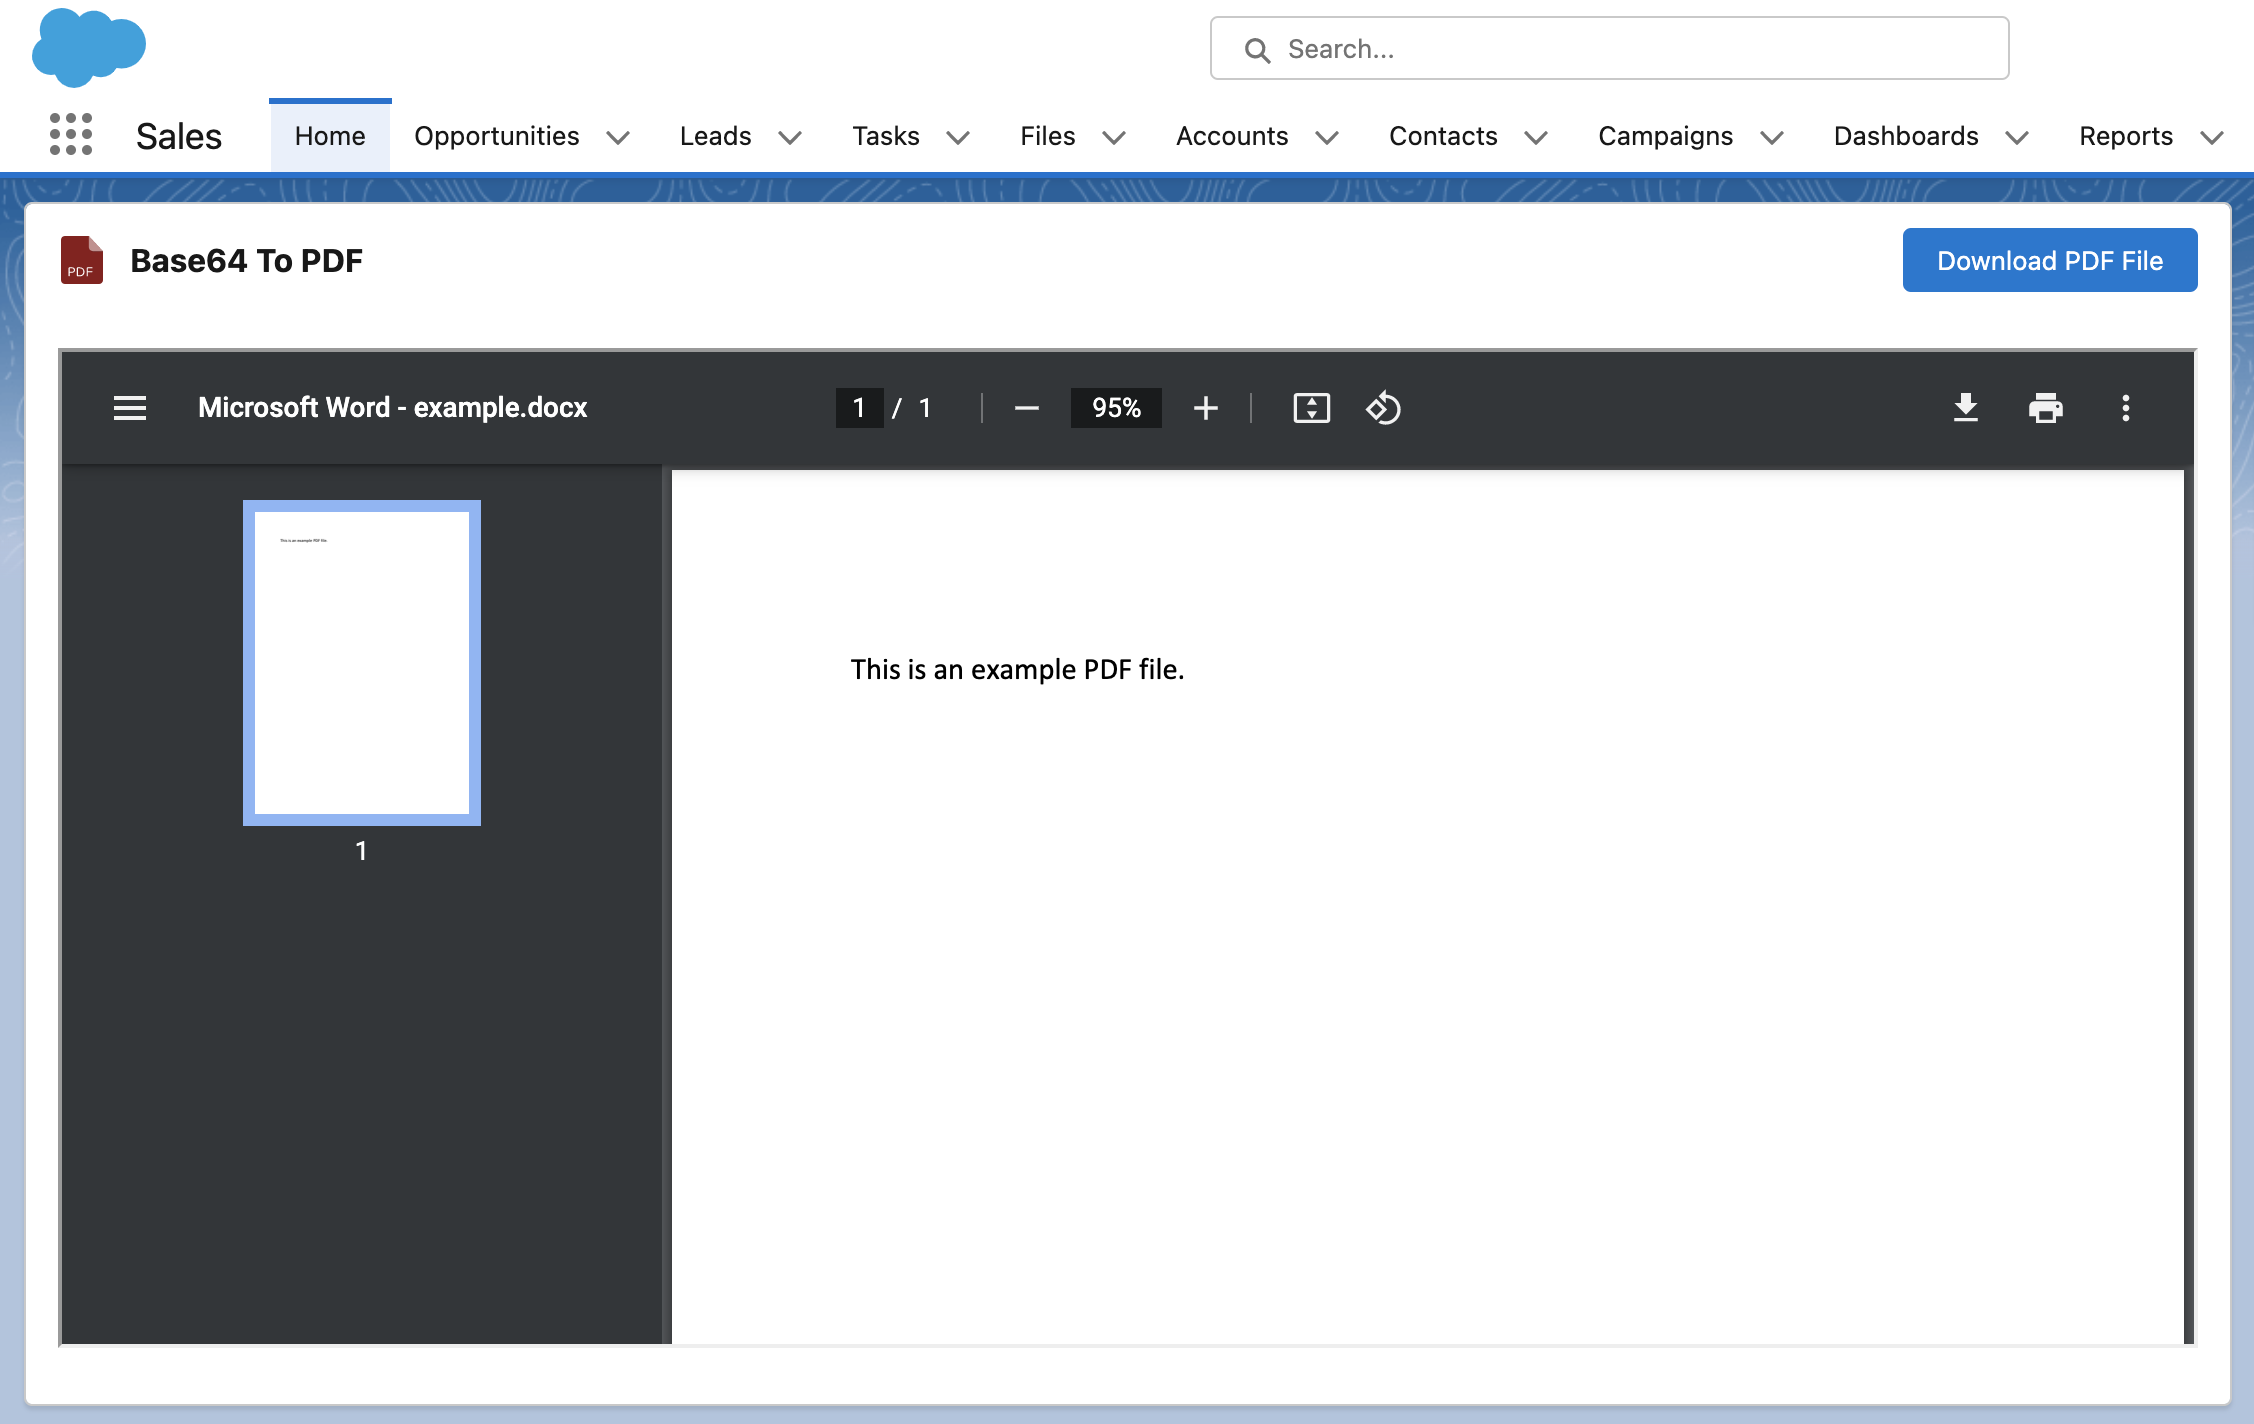 Search...
Sales Home Opportunities Leads Tasks Files Accounts Contacts Campaigns Dashboards Reports
PDF Base64 To PDF Download PDF File
Microsoft Word - example.docx 1 / 1 95%
This is an example PDF file.
1
This is an example PDF file.